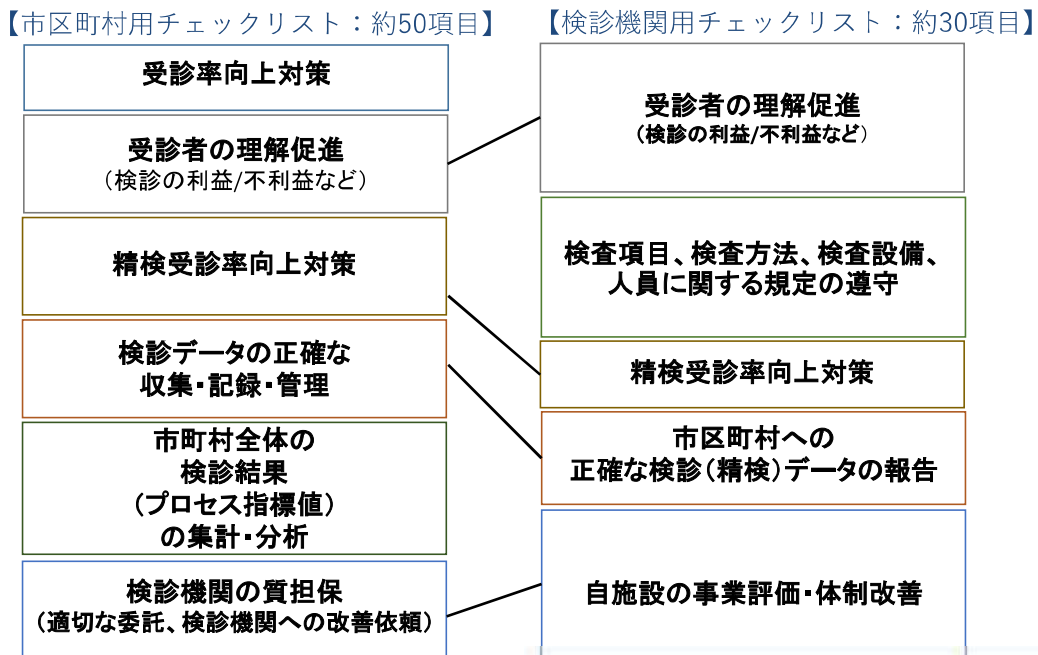 【市区町村用チェックリスト：約50項目】
受診率向上対策
受診者の理解促進
（検診の利益/不利益など）
精検受診率向上対策
検診データの正確な
収集・記録・管理
市町村全体の
検診結果
（プロセス指標値）
の集計・分析
検診機関の質担保
（適切な委託、検診機関への改善依頼）
【検診機関用チェックリスト：約30項目】
受診者の理解促進
（検診の利益/不利益など）
検査項目、検査方法、検査設備、
人員に関する規定の遵守
精検受診率向上対策
市区町村への
正確な検診（精検）データの報告
自施設の事業評価・体制改善